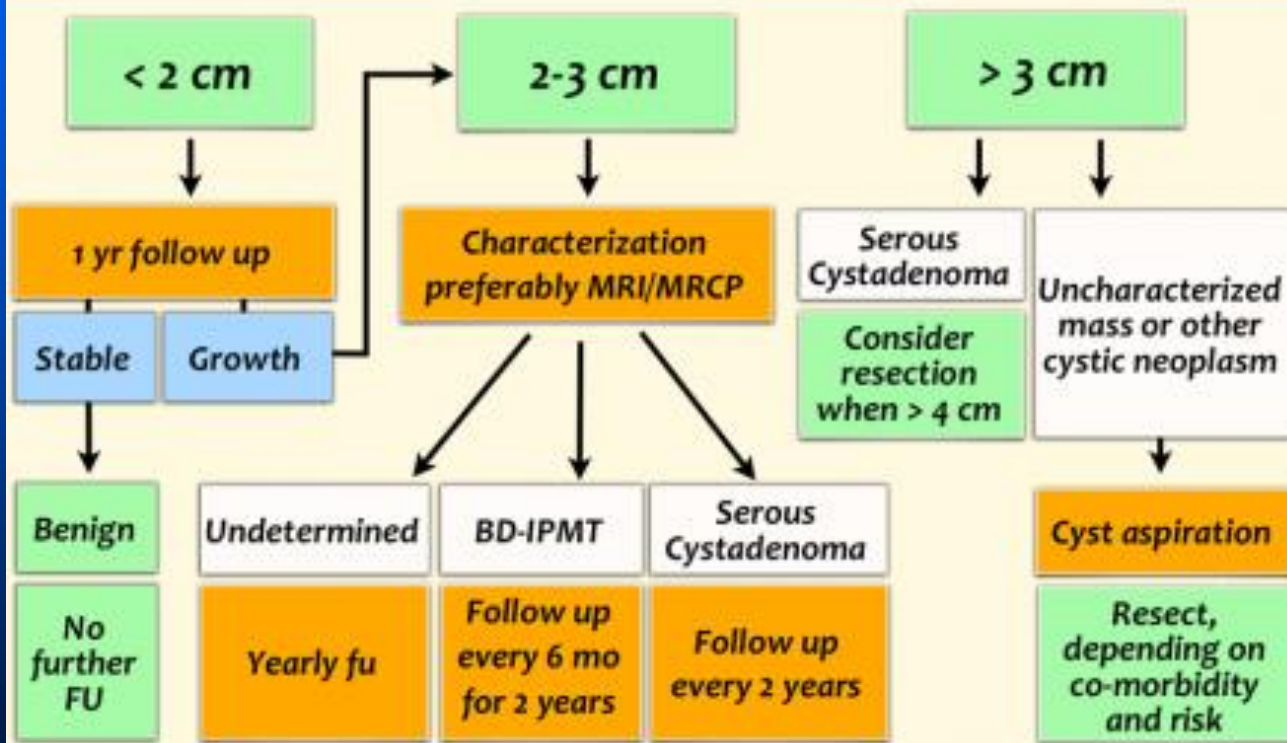 < 2 cm
2-3 cm
> 3 cm
1 yr follow up
Stable
Growth
Benign
No
further
FU
Characterization
preferably MRI/MRCP
Undetermined
Yearly fu
BD-IPMT
Follow up
every 6 mo
for 2 years
Serous
Cystadenoma
Follow up
every 2 years
Serous
Cystadenoma
Consider
resection
when > 4 cm
Uncharacterized
mass or other
cystic neoplasm
Cyst aspiration
Resect,
depending on
co-morbidity
and risk